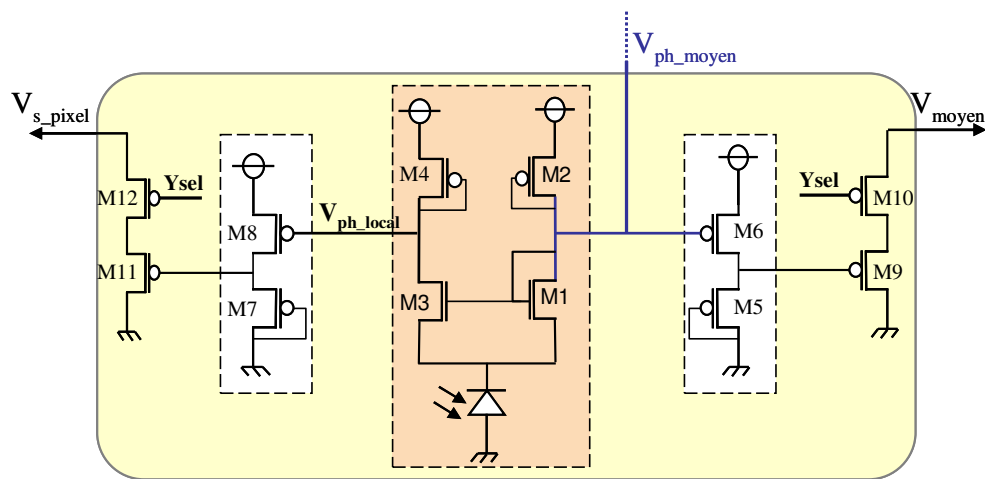 V_ph_moyen
V_s_pixel
V_moyen
M4
M2
M12
Ysel
Ysel
M10
V_ph_local
M8
M6
M11
M9
M7
M3
M1
M5